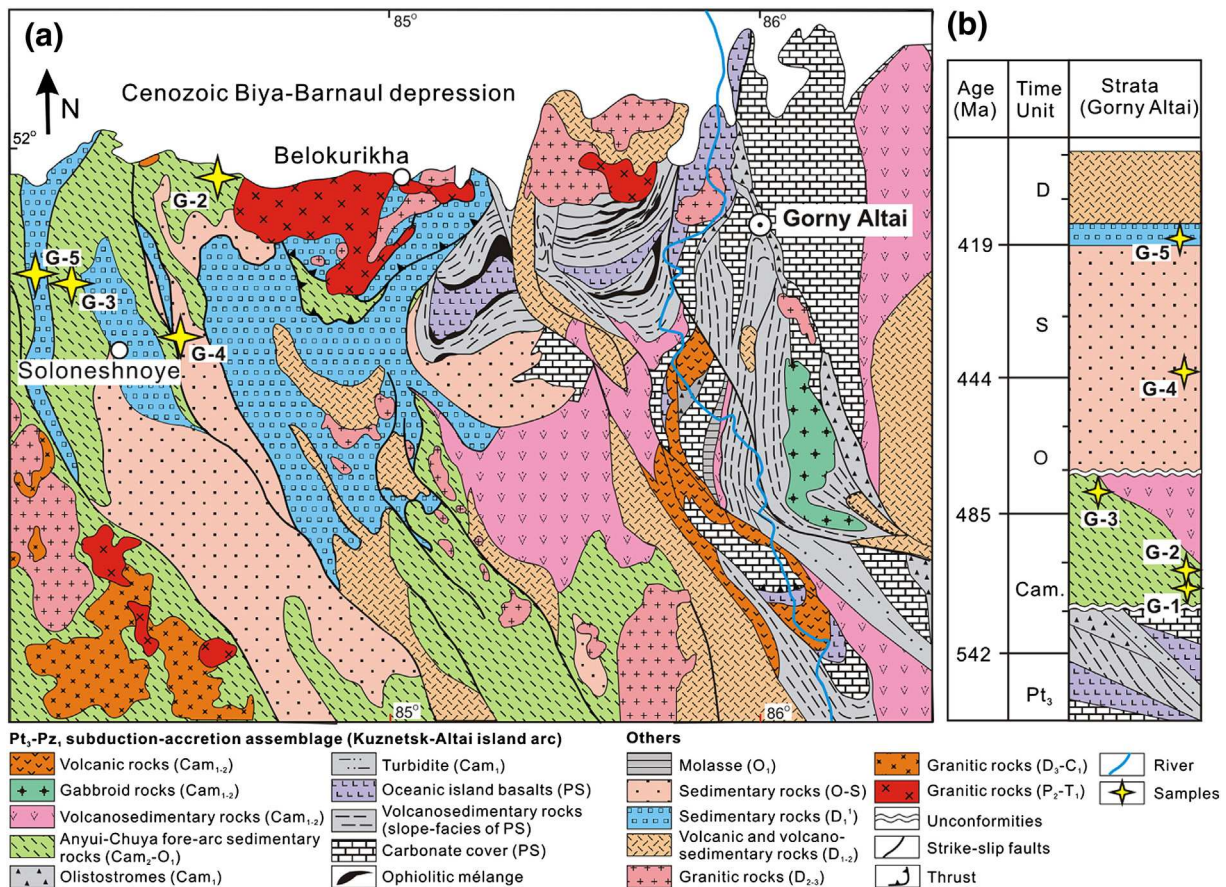 (a)
85°
86°
N
Cenozoic Biya-Barnaul depression
52°
Belokurikha
G-2
Gorny Altai
G-5
G-3
G-4
Soloneshnoye
85°
86°
(b)
Age (Ma)
Time Unit
Strata (Gorny Altai)
D
419
G-5
S
G-4
444
O
G-3
485
G-2
Cam.
G-1
542
Pt₃
Pt₃-Pz₁ subduction-accretion assemblage (Kuznetsk-Altai island arc)
Volcanic rocks (Cam₁₋₂)
Gabbroid rocks (Cam₁₋₂)
Volcanosedimentary rocks (Cam₁₋₂)
Anyui-Chuya fore-arc sedimentary
rocks (Cam₂-O₁)
Olistostromes (Cam₁)
Turbidite (Cam₁)
Oceanic island basalts (PS)
Volcanosedimentary rocks
(slope-facies of PS)
Carbonate cover (PS)
Ophiolitic mélange
Others
Molasse (O₁)
Sedimentary rocks (O-S)
Sedimentary rocks (D₁¹)
Volcanic and volcano-
sedimentary rocks (D₁₋₂)
Granitic rocks (D₂₋₃)
Granitic rocks (D₃-C₁)
Granitic rocks (P₂-T₁)
Unconformities
Strike-slip faults
Thrust
River
Samples